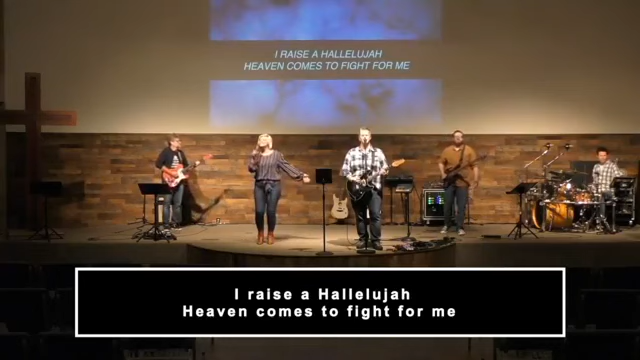 I RAISE A HALLELUJAH
HEAVEN COMES TO FIGHT FOR ME
I raise a Hallelujah
Heaven comes to fight for me